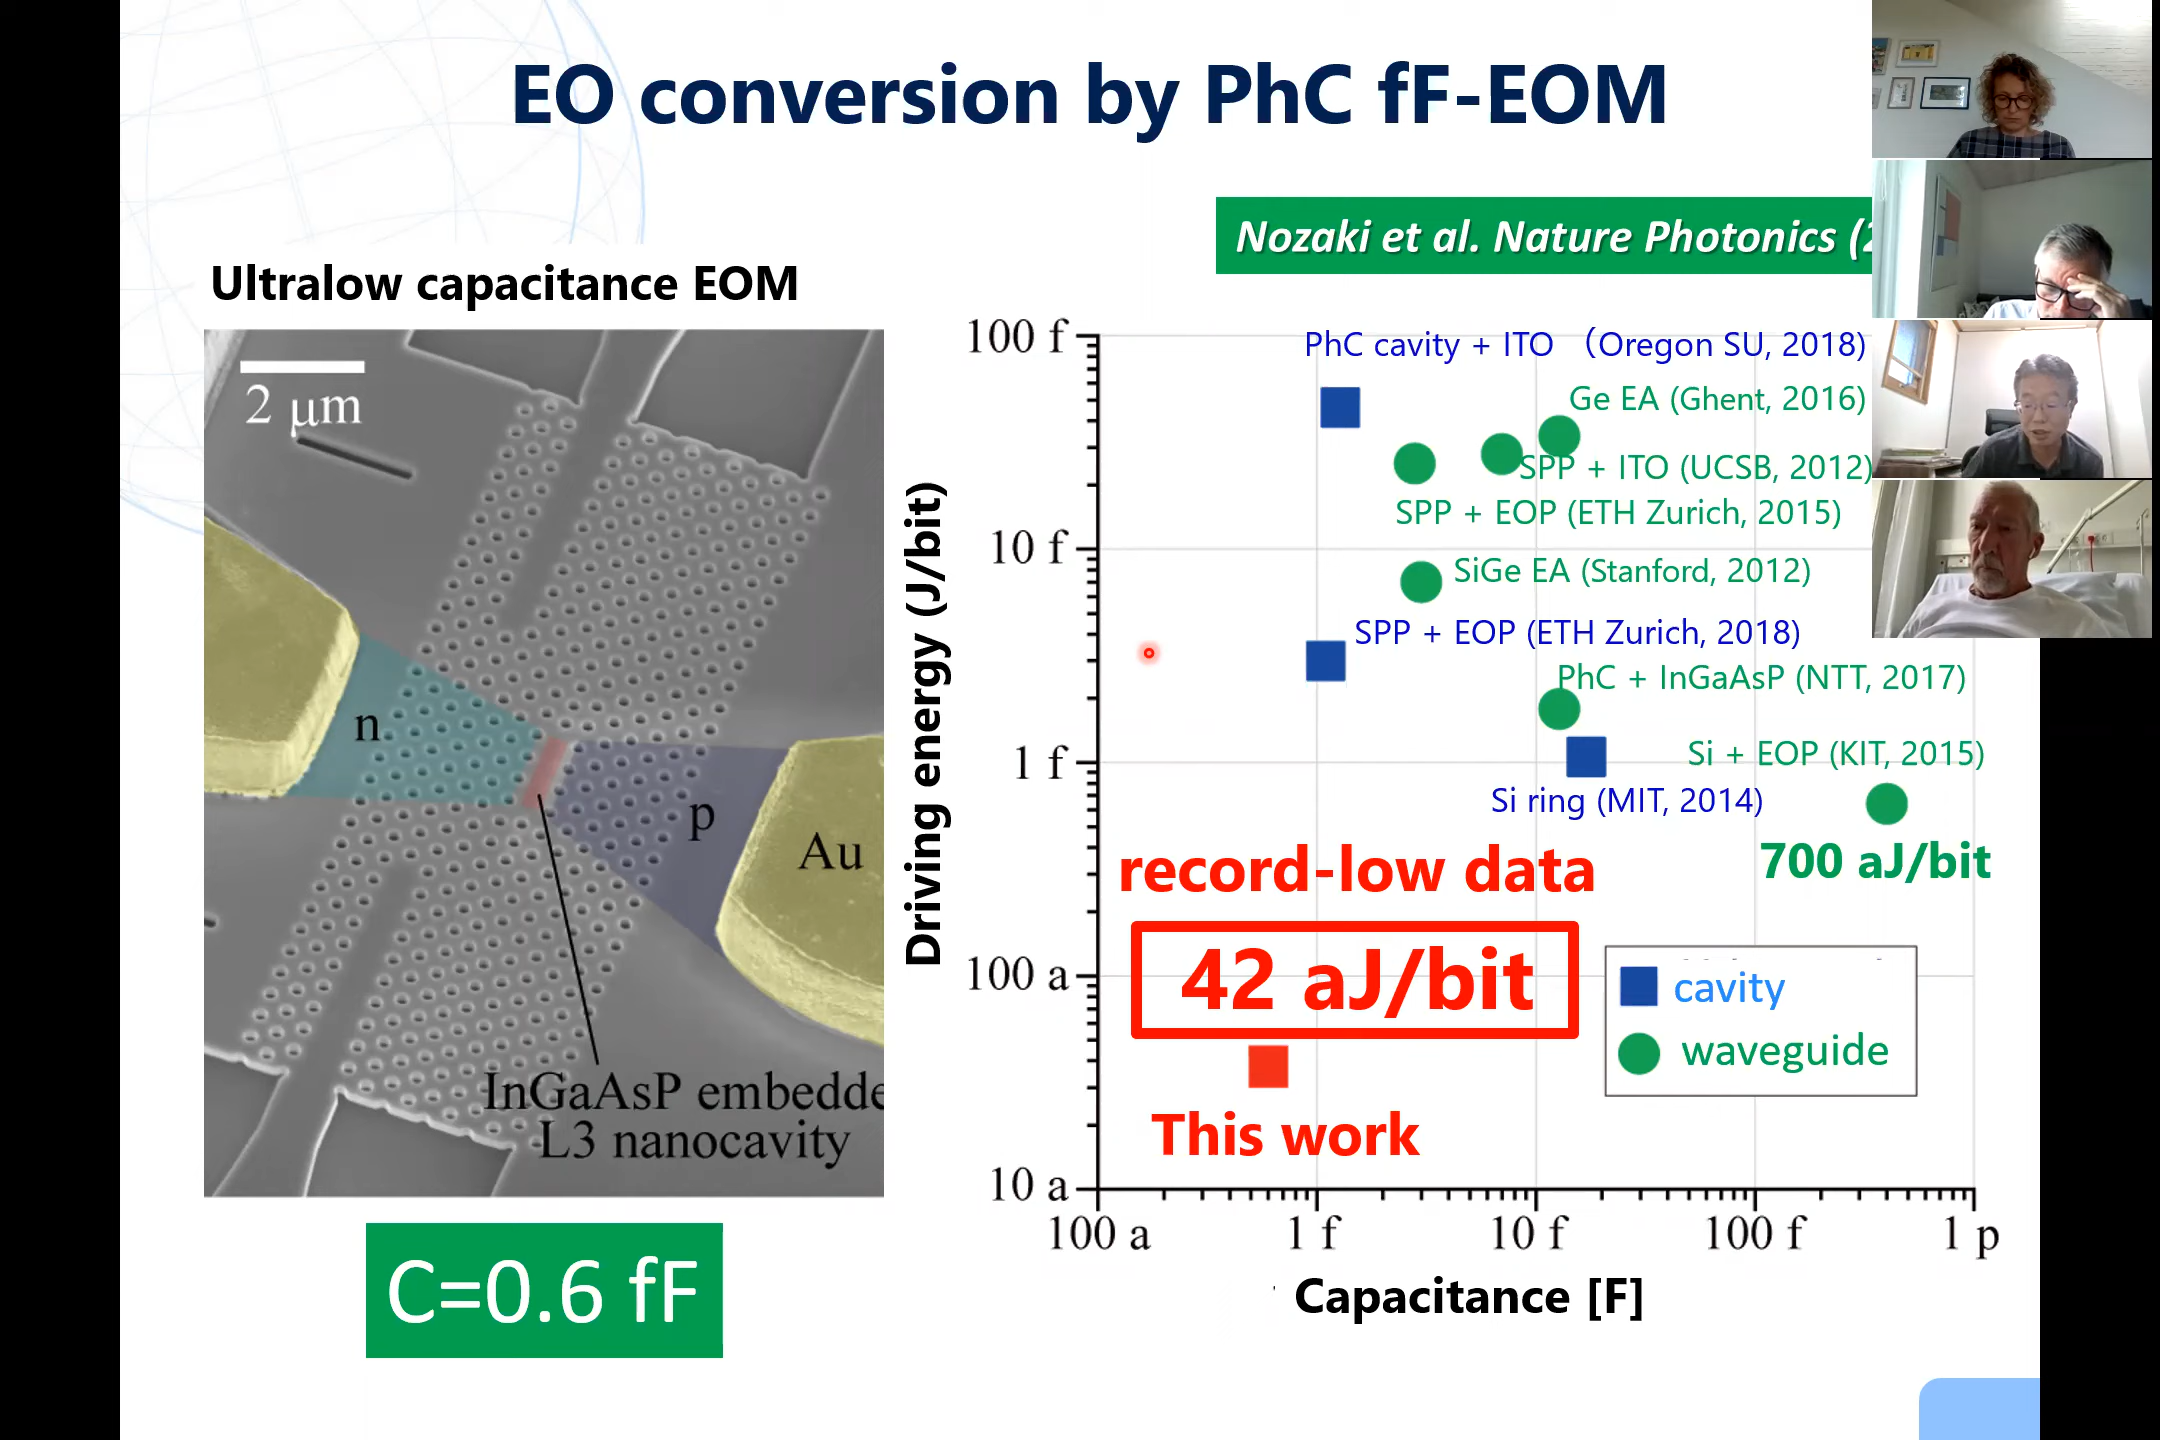 EO conversion by PhC fF-EOM
Nozaki et al. Nature Photonics (
Ultralow capacitance EOM
2 μm
n
p
Au
InGaAsP embedde
L3 nanocavity
C=0.6 fF
Driving energy (J/bit)
100 f
10 f
1 f
100 a
10 a
PhC cavity + ITO （Oregon SU, 2018)
Ge EA (Ghent, 2016)
SPP + ITO (UCSB, 2012)
SPP + EOP (ETH Zurich, 2015)
SiGe EA (Stanford, 2012)
SPP + EOP (ETH Zurich, 2018)
PhC + InGaAsP (NTT, 2017)
Si + EOP (KIT, 2015)
Si ring (MIT, 2014)
700 aJ/bit
record-low data
42 aJ/bit
This work
cavity
waveguide
100 a
1 f
10 f
100 f
1 p
Capacitance [F]